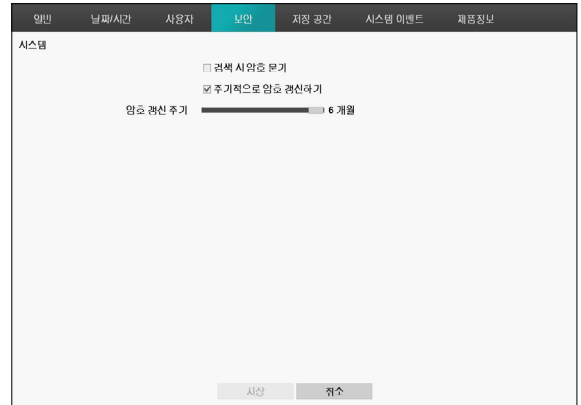 일반 날짜/시간 사용자 보안 저장 공간 시스템 이벤트 제품정보
시스템
검색 시 암호 묻기
주기적으로 암호 갱신하기
암호 갱신 주기 6 개월
저장 취소